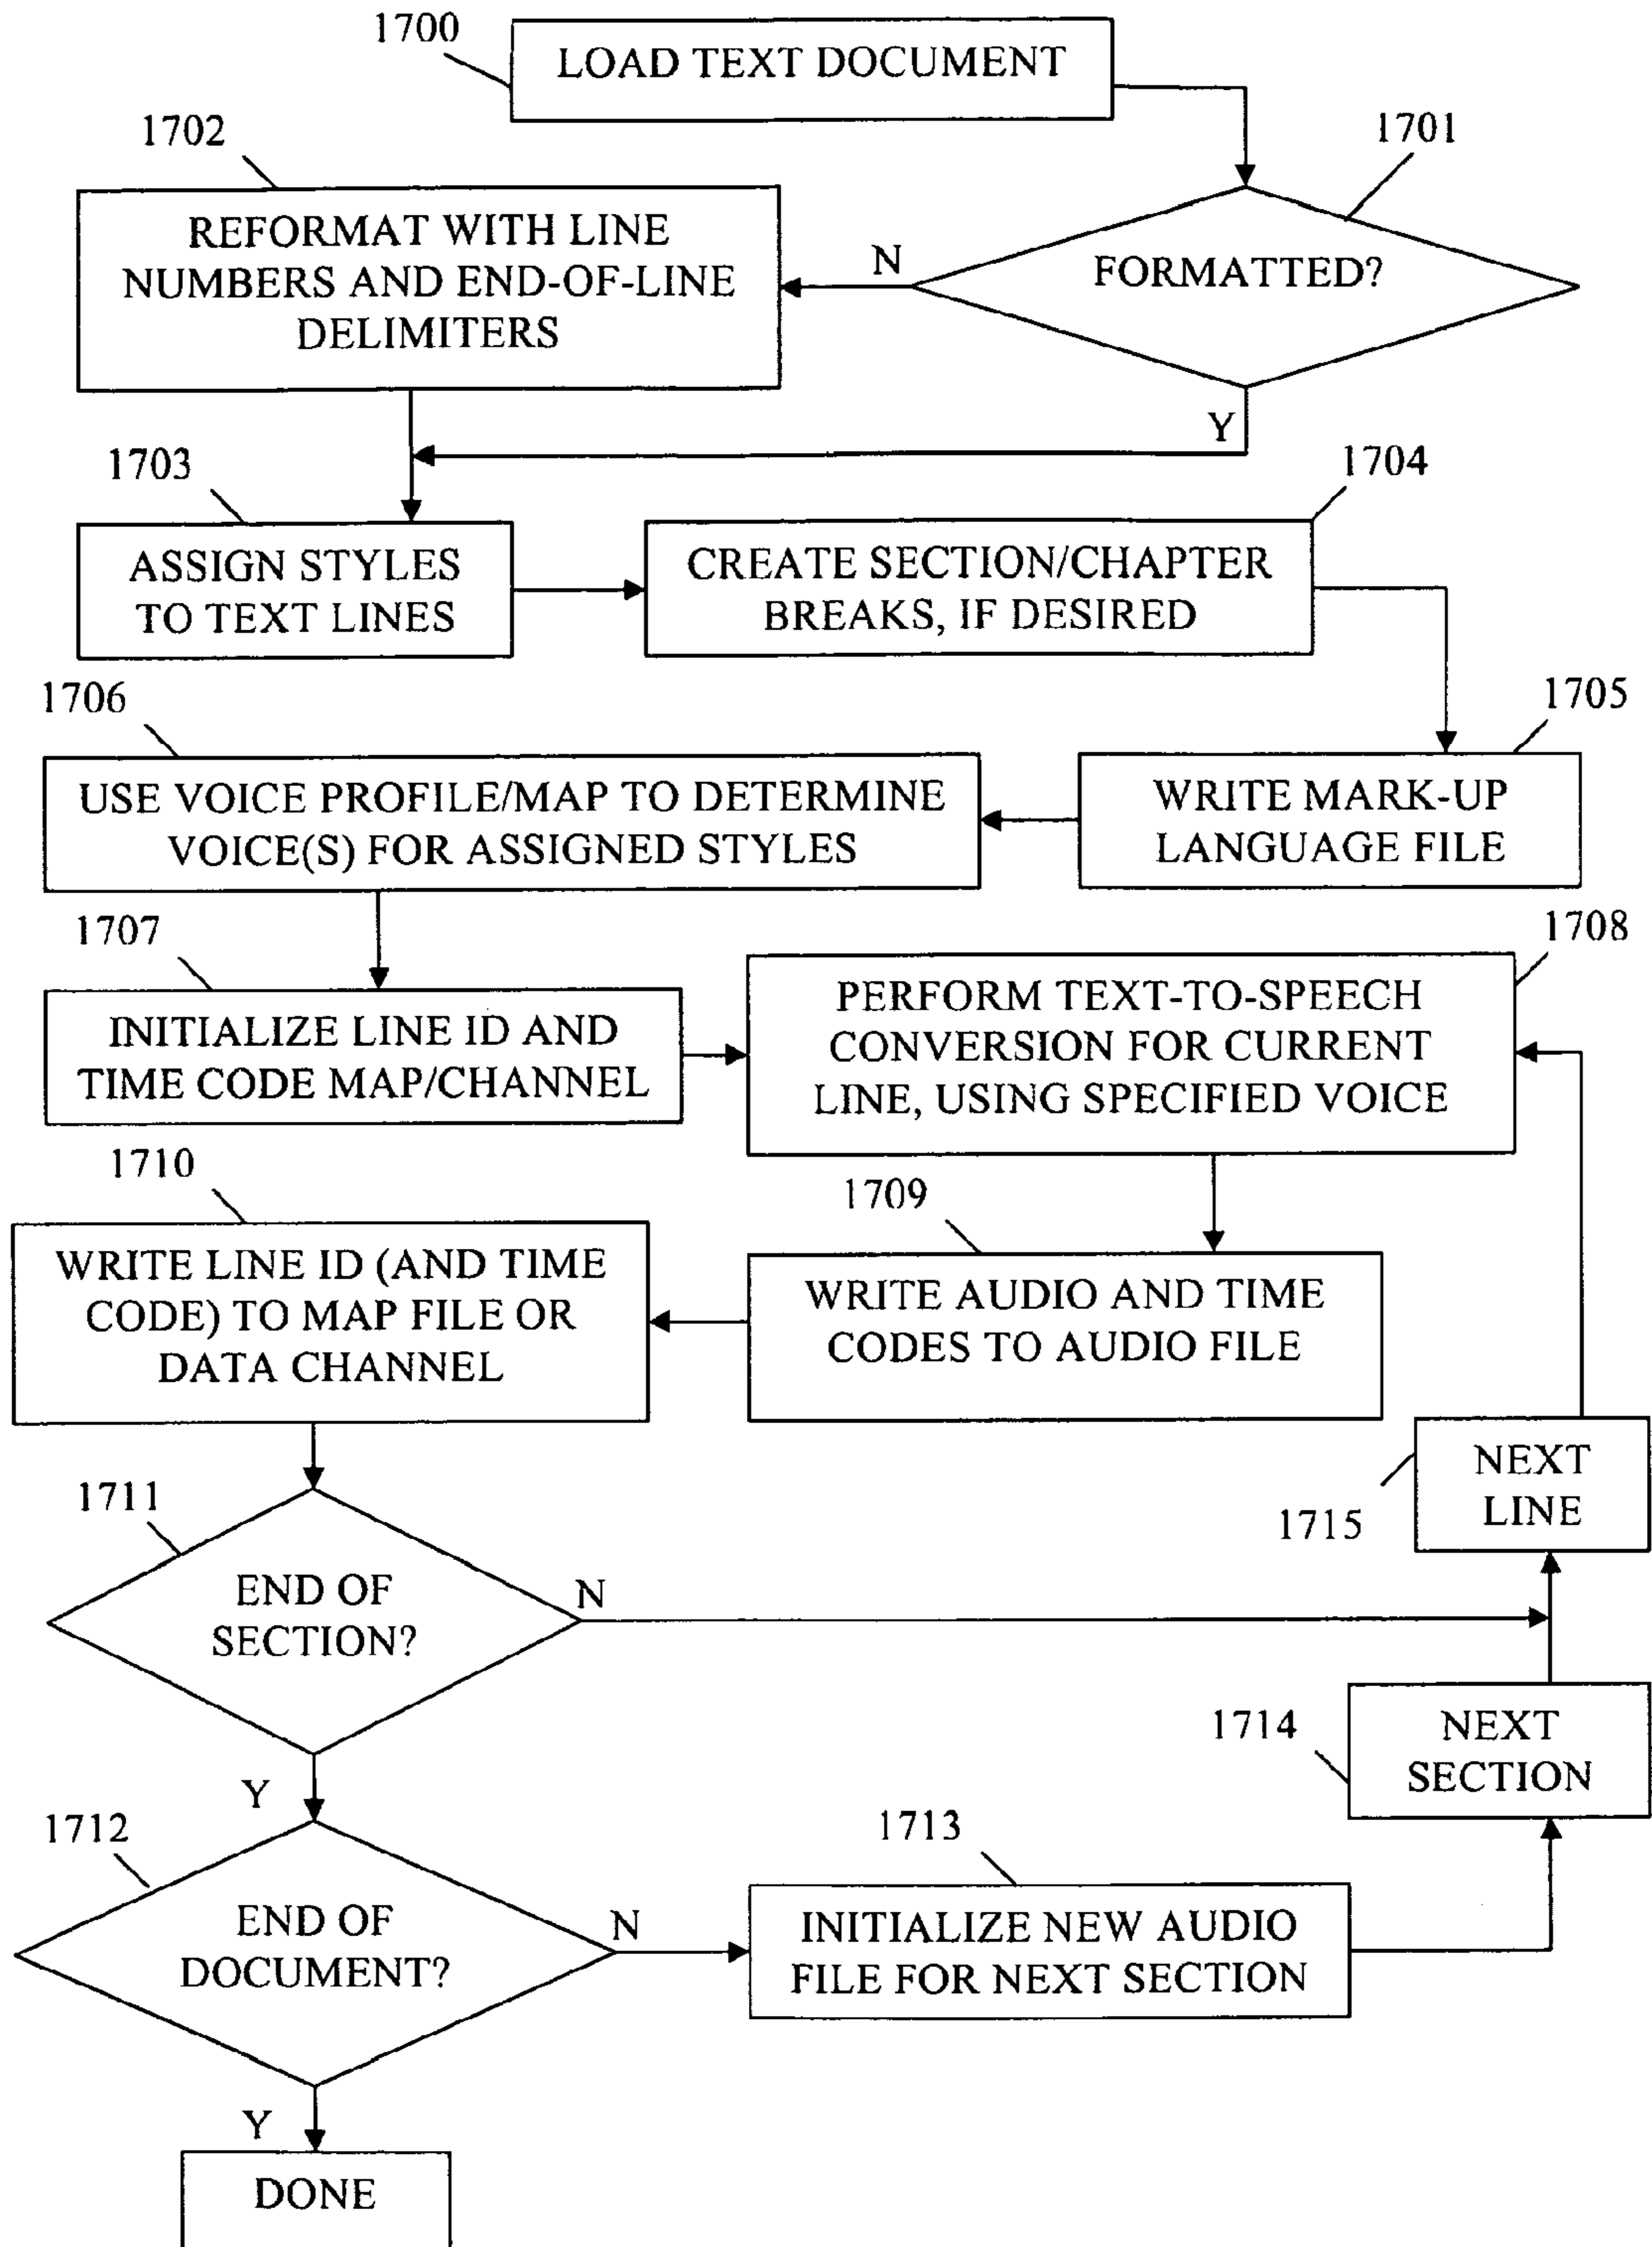 1700
LOAD TEXT DOCUMENT
1701
FORMATTED?
N
Y
1702
REFORMAT WITH LINE
NUMBERS AND END-OF-LINE
DELIMITERS
1703
ASSIGN STYLES
TO TEXT LINES
1704
CREATE SECTION/CHAPTER
BREAKS, IF DESIRED
1705
WRITE MARK-UP
LANGUAGE FILE
1706
USE VOICE PROFILE/MAP TO DETERMINE
VOICE(S) FOR ASSIGNED STYLES
1707
INITIALIZE LINE ID AND
TIME CODE MAP/CHANNEL
1708
PERFORM TEXT-TO-SPEECH
CONVERSION FOR CURRENT
LINE, USING SPECIFIED VOICE
1709
WRITE AUDIO AND TIME
CODES TO AUDIO FILE
1710
WRITE LINE ID (AND TIME
CODE) TO MAP FILE OR
DATA CHANNEL
1711
END OF
SECTION?
N
Y
1712
END OF
DOCUMENT?
N
Y
1713
INITIALIZE NEW AUDIO
FILE FOR NEXT SECTION
1714
NEXT
SECTION
1715
NEXT
LINE
DONE